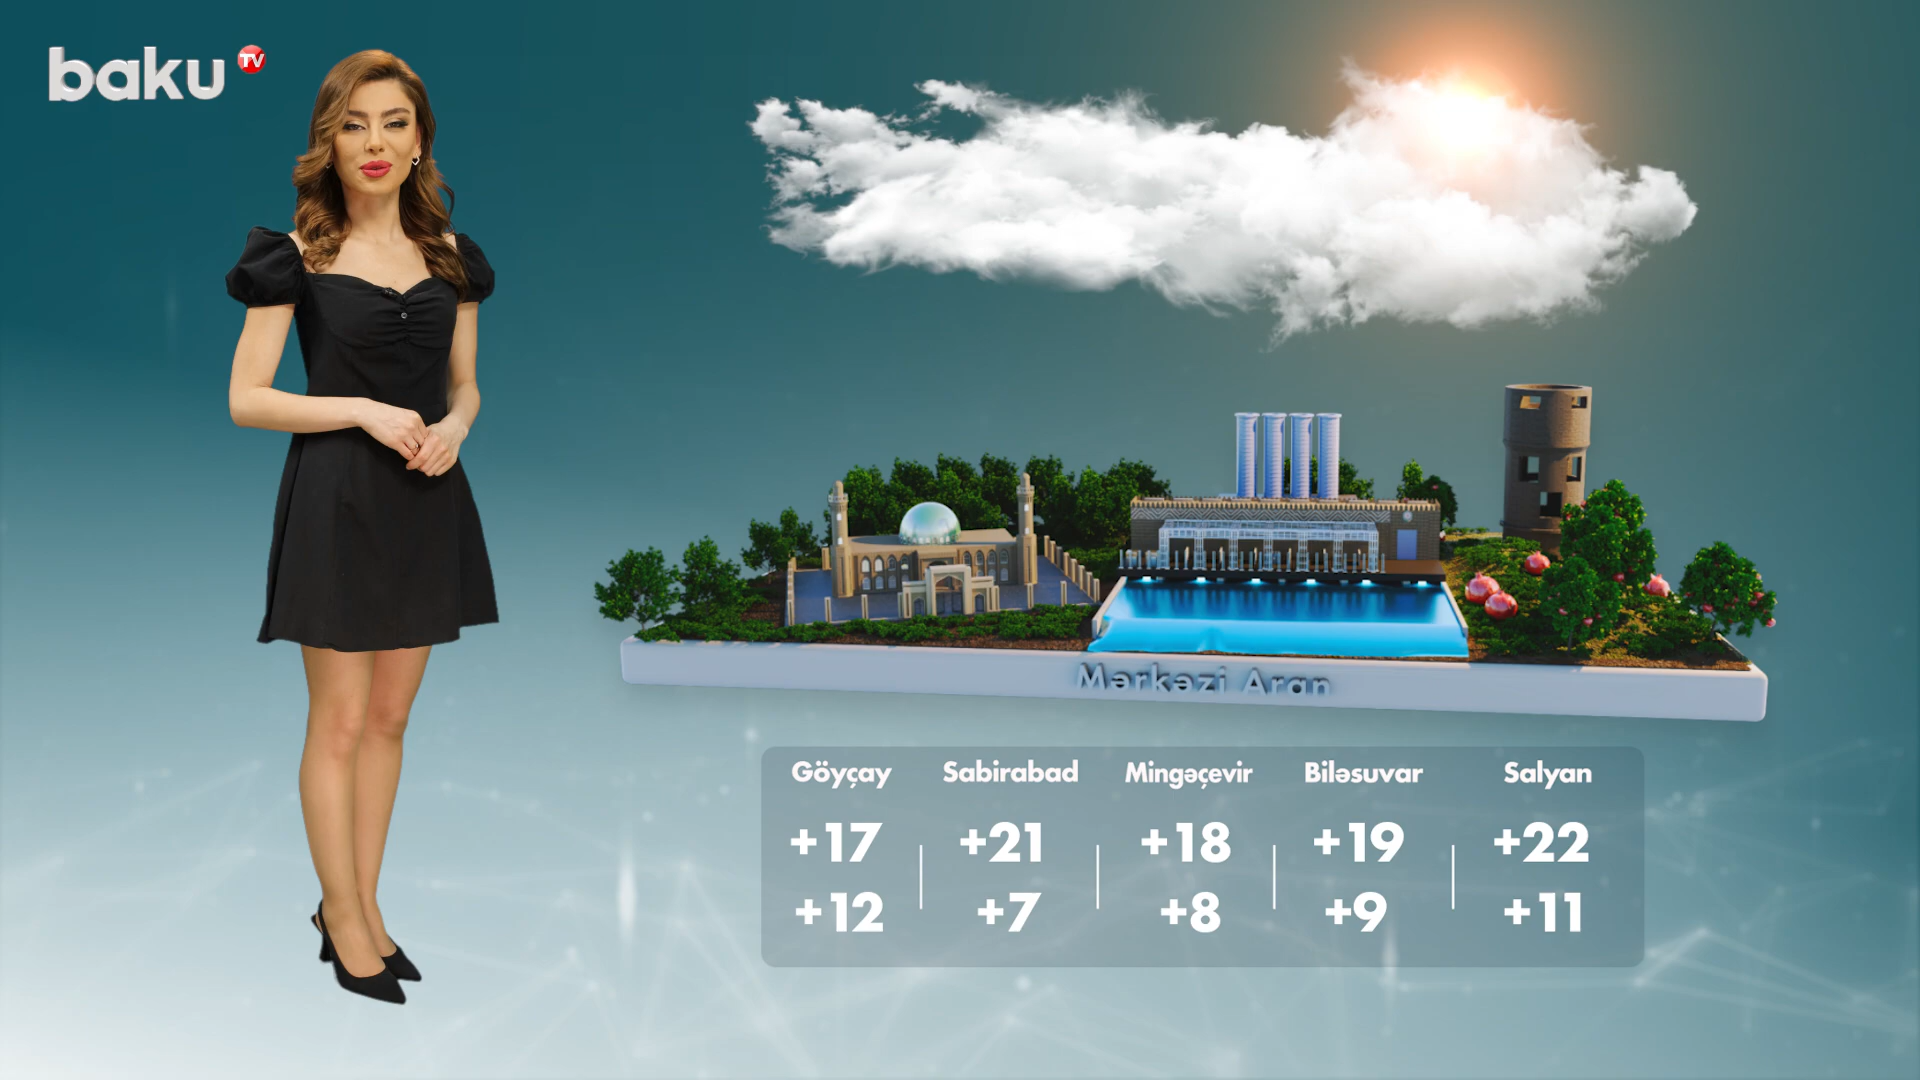 baku TV
Mərkəzi Aran
Göyçay Sabirabad Mingəçevir Biləsuvar Salyan
+17 +21 +18 +19 +22
+12 +7 +8 +9 +11